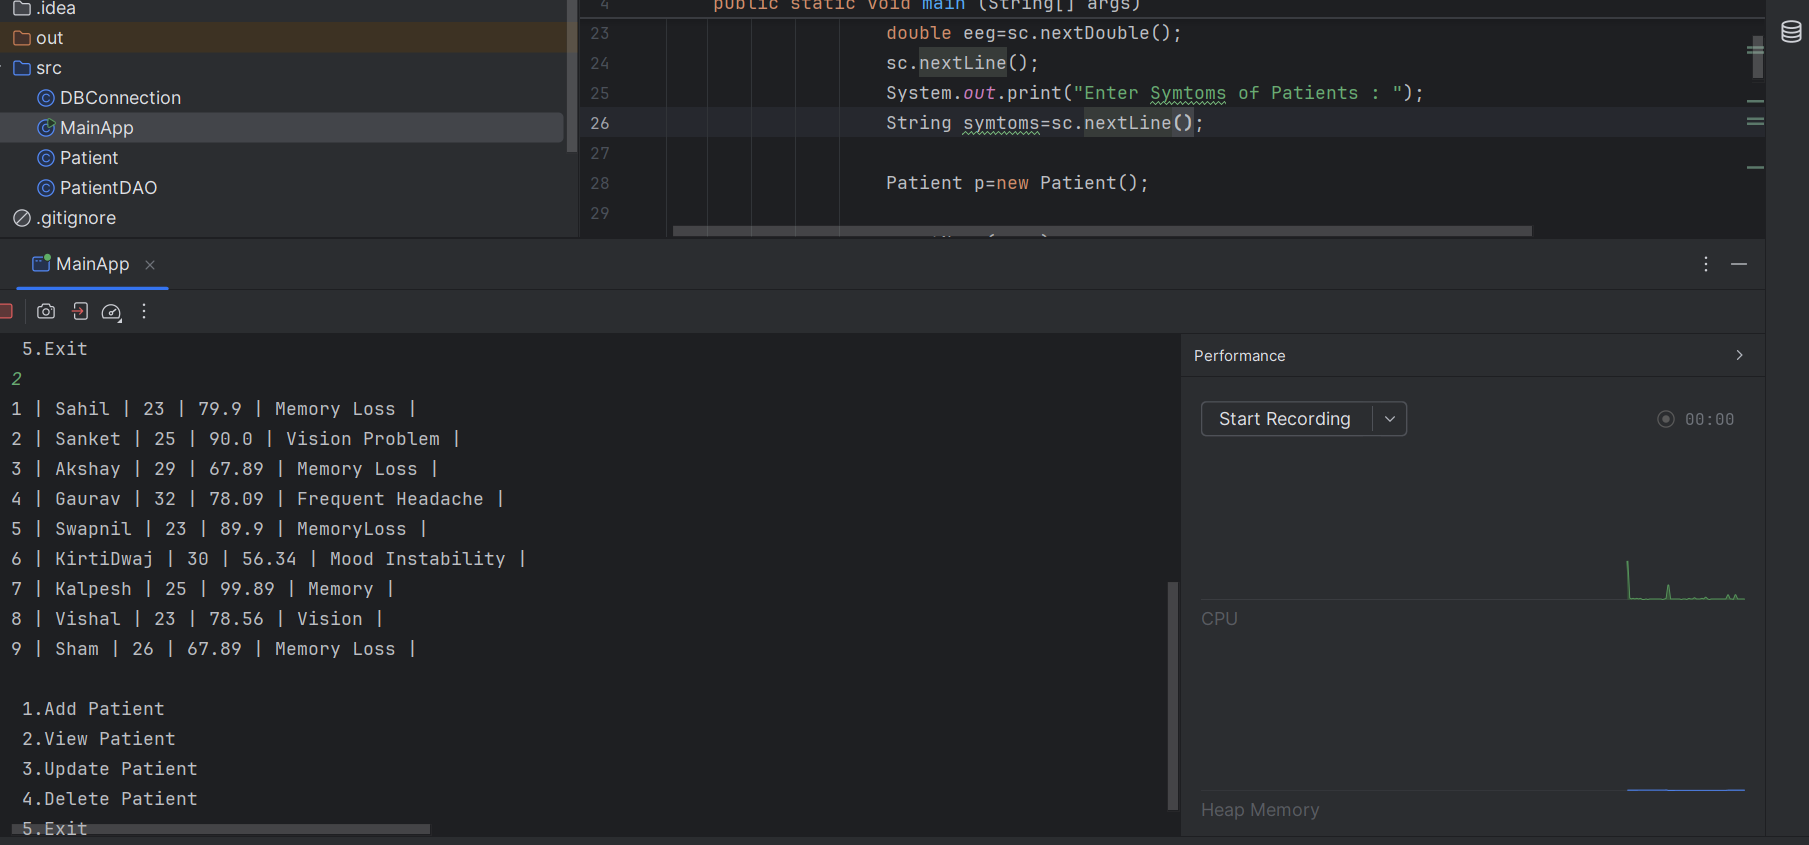 .idea
out
src
DBConnection
MainApp
Patient
PatientDAO
.gitignore
4 public static void main (String[] args)
23 double eeg=sc.nextDouble();
24 sc.nextLine();
25 System.out.print("Enter Symtoms of Patients : ");
26 String symtoms=sc.nextLine();
27
28 Patient p=new Patient();
29
MainApp
5.Exit
2
1 | Sahil | 23 | 79.9 | Memory Loss |
2 | Sanket | 25 | 90.0 | Vision Problem |
3 | Akshay | 29 | 67.89 | Memory Loss |
4 | Gaurav | 32 | 78.09 | Frequent Headache |
5 | Swapnil | 23 | 89.9 | MemoryLoss |
6 | KirtiDwaj | 30 | 56.34 | Mood Instability |
7 | Kalpesh | 25 | 99.89 | Memory |
8 | Vishal | 23 | 78.56 | Vision |
9 | Sham | 26 | 67.89 | Memory Loss |
1.Add Patient
2.View Patient
3.Update Patient
4.Delete Patient
5.Exit
Performance
Start Recording
00:00
CPU
Heap Memory